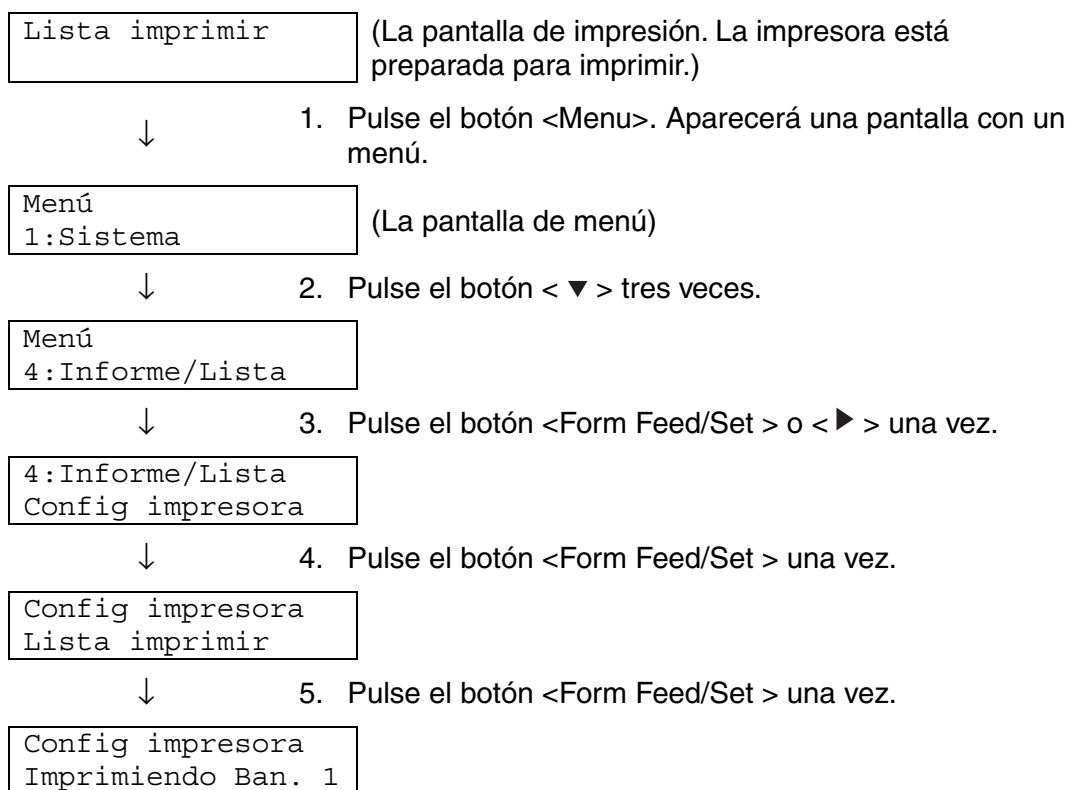 Lista imprimir
(La pantalla de impresión. La impresora está
preparada para imprimir.)
↓
1. Pulse el botón <Menu>. Aparecerá una pantalla con un
menú.
Menú
1:Sistema
(La pantalla de menú)
↓
2. Pulse el botón < ▼ > tres veces.
Menú
4:Informe/Lista
↓
3. Pulse el botón <Form Feed/Set > o < ▶ > una vez.
4:Informe/Lista
Config impresora
↓
4. Pulse el botón <Form Feed/Set > una vez.
Config impresora
Lista imprimir
↓
5. Pulse el botón <Form Feed/Set > una vez.
Config impresora
Imprimiendo Ban. 1